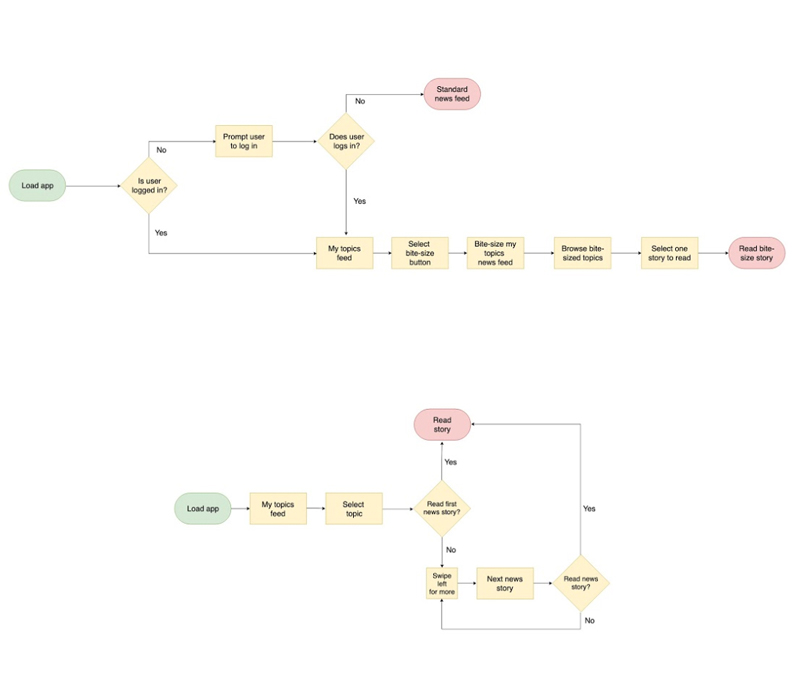 Standard
news feed
No
Prompt user
to log in
Does user
logs in?
No
Load app
Is user
logged in?
Yes
Yes
My topics
feed
Select
bite-size
button
Bite-size my
topics
news feed
Browse bite-
sized topics
Select one
story to read
Read bite-
size story
Read
story
Yes
Load app
My topics
feed
Select
topic
Read first
news story?
Yes
No
Swipe
left
for more
Next news
story
Read news
story?
No